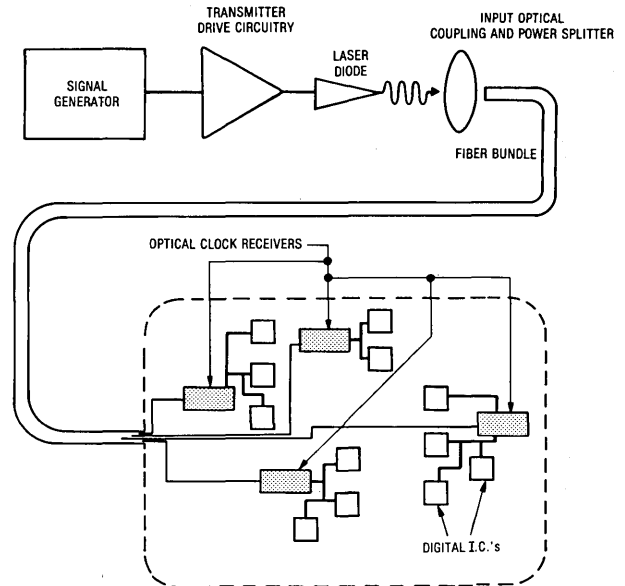 TRANSMITTER
DRIVE CIRCUITRY
INPUT OPTICAL
COUPLING AND POWER SPLITTER
LASER
DIODE
SIGNAL
GENERATOR
FIBER BUNDLE
OPTICAL CLOCK RECEIVERS
DIGITAL I.C.'s